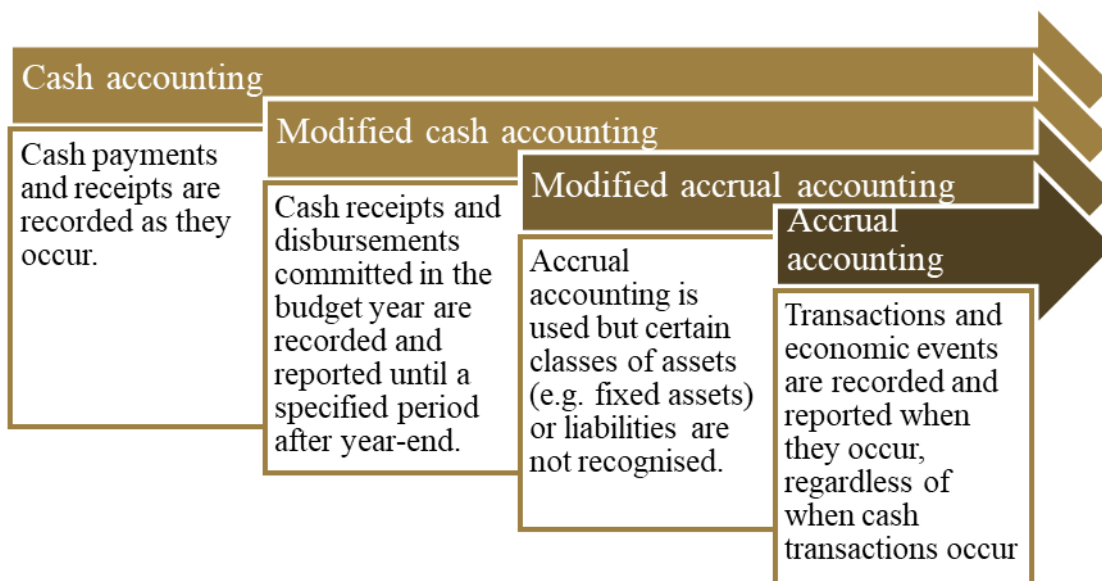 Cash accounting
Cash payments
and receipts are
recorded as they
occur.
Modified cash accounting
Cash receipts and
disbursements
committed in the
budget year are
recorded and
reported until a
specified period
after year-end.
Modified accrual accounting
Accrual
accounting is
used but certain
classes of assets
(e.g. fixed assets)
or liabilities are
not recognised.
Accrual
accounting
Transactions and
economic events
are recorded and
reported when
they occur,
regardless of
when cash
transactions occur